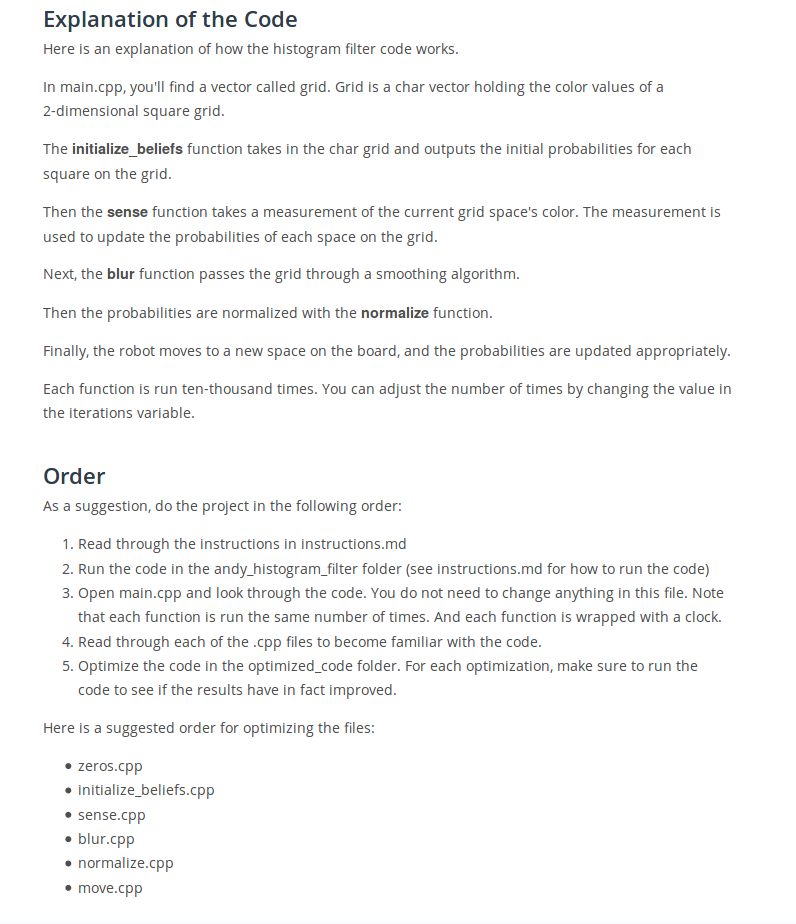 Explanation of the Code
Here is an explanation of how the histogram filter code works.
In main.cpp, you'll find a vector called grid. Grid is a char vector holding the color values of a
2-dimensional square grid.
The initialize_beliefs function takes in the char grid and outputs the initial probabilities for each
square on the grid.
Then the sense function takes a measurement of the current grid space's color. The measurement is
used to update the probabilities of each space on the grid.
Next, the blur function passes the grid through a smoothing algorithm.
Then the probabilities are normalized with the normalize function.
Finally, the robot moves to a new space on the board, and the probabilities are updated appropriately.
Each function is run ten-thousand times. You can adjust the number of times by changing the value in
the iterations variable.
Order
As a suggestion, do the project in the following order:
1. Read through the instructions in instructions.md
2. Run the code in the andy_histogram_filter folder (see instructions.md for how to run the code)
3. Open main.cpp and look through the code. You do not need to change anything in this file. Note
that each function is run the same number of times. And each function is wrapped with a clock.
4. Read through each of the .cpp files to become familiar with the code.
5. Optimize the code in the optimized_code folder. For each optimization, make sure to run the
code to see if the results have in fact improved.
Here is a suggested order for optimizing the files:
• zeros.cpp
• initialize_beliefs.cpp
• sense.cpp
• blur.cpp
• normalize.cpp
• move.cpp